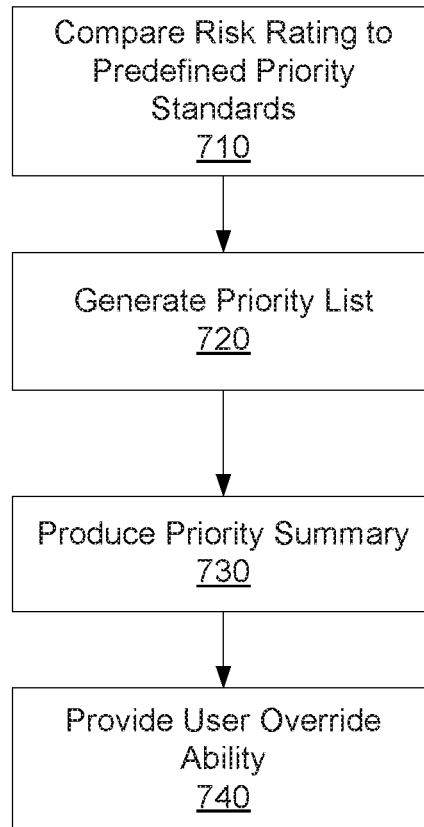 Compare Risk Rating to
Predefined Priority
Standards
710
Generate Priority List
720
Produce Priority Summary
730
Provide User Override
Ability
740